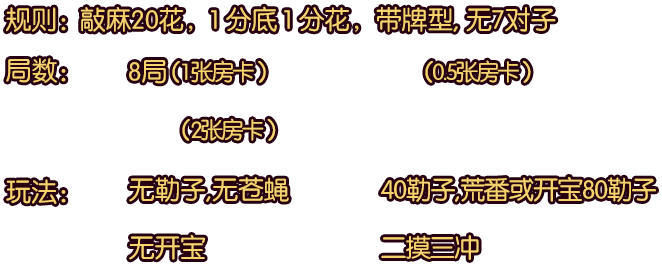 规则：敲麻20花，1分底1分花，带牌型,无7对子
局数： 8局（1张房卡） （0.5张房卡）
（2张房卡）
玩法： 无勒子,无苍蝇 40勒子,荒番或开宝80勒子
无开宝 二摸三冲